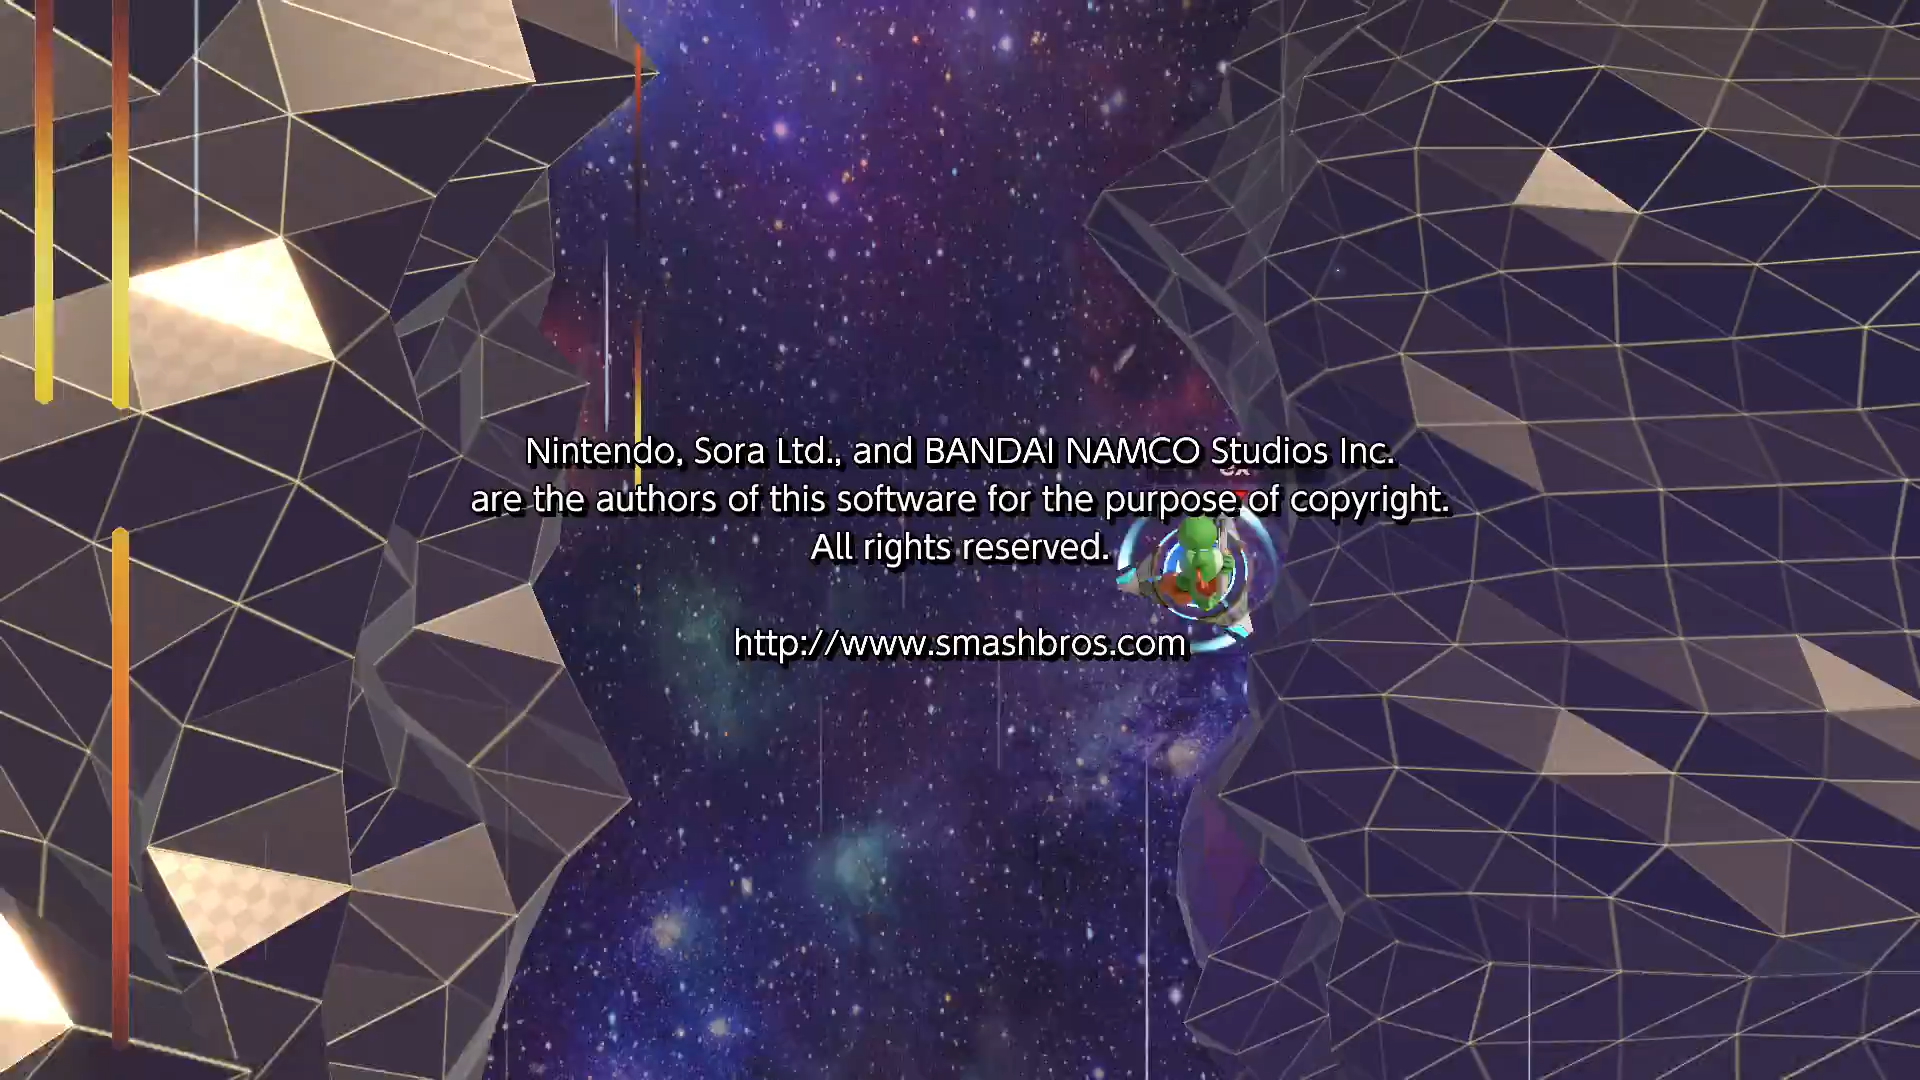 Nintendo, Sora Ltd., and BANDAI NAMCO Studios Inc.
are the authors of this software for the purpose of copyright.
All rights reserved.
http://www.smashbros.com